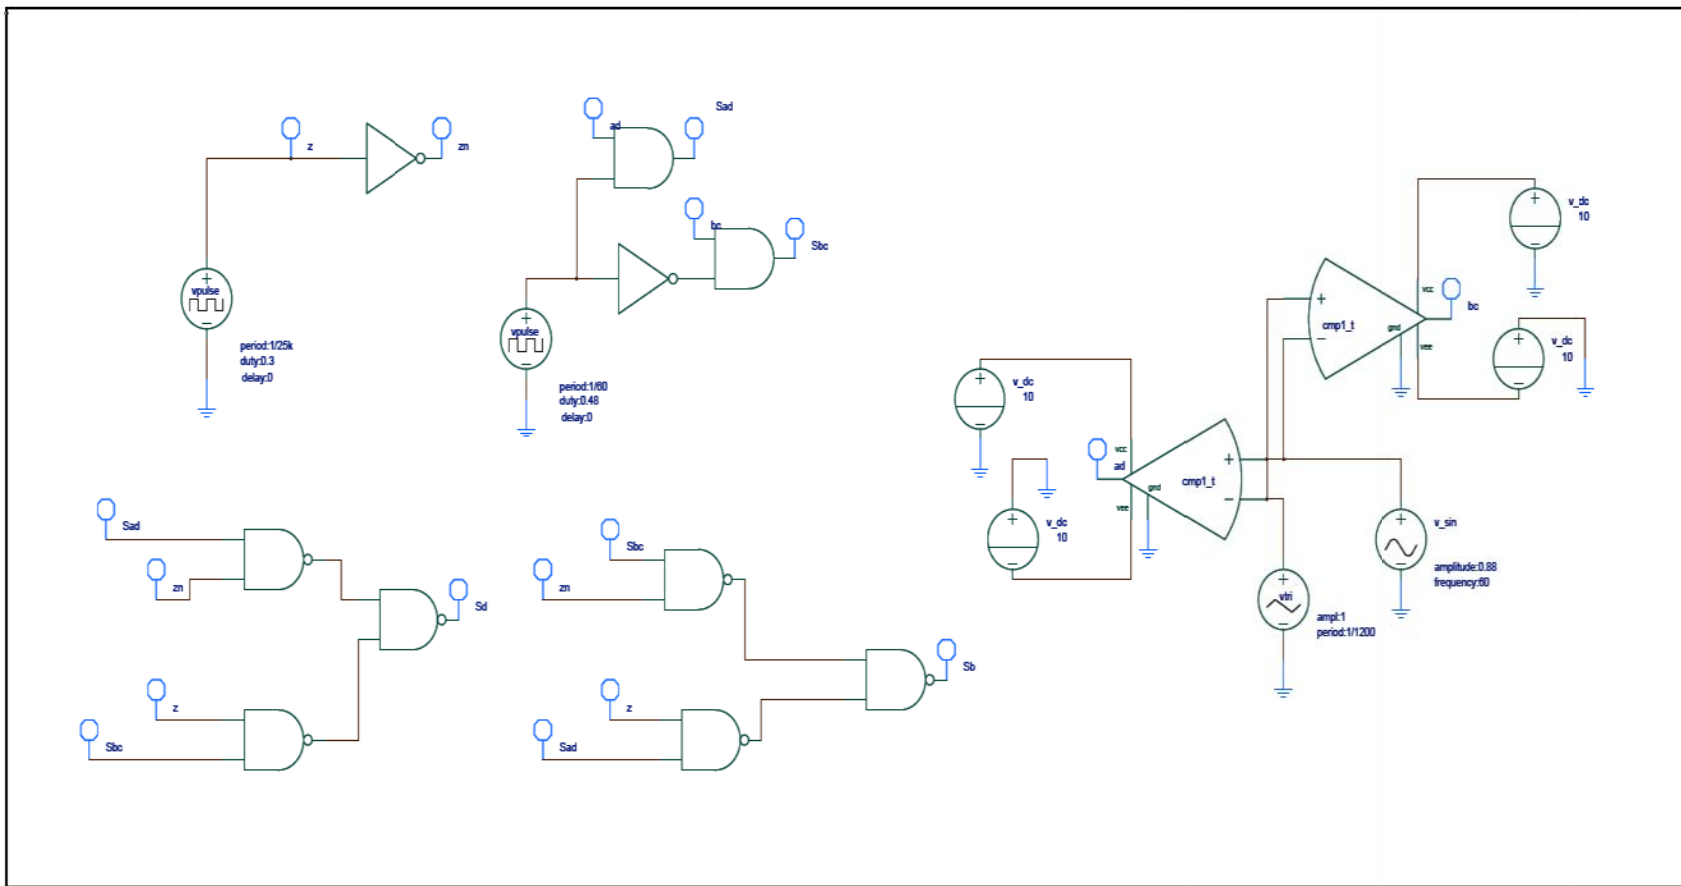 z
zn
vpulse
period:1/25k
duty:0.3
delay:0
ad
Sad
bc
Sbc
vpulse
period:1/60
duty:0.48
delay:0
v_dc
10
vcc
cmp1_t
gnd
vee
bc
v_dc
10
v_dc
10
vcc
ad
gnd
cmp1_t
vee
v_dc
10
v_sin
amplitude:0.88
frequency:60
vtri
ampl:1
period:1/1200
Sad
zn
Sd
z
Sbc
Sbc
zn
Sb
z
Sad